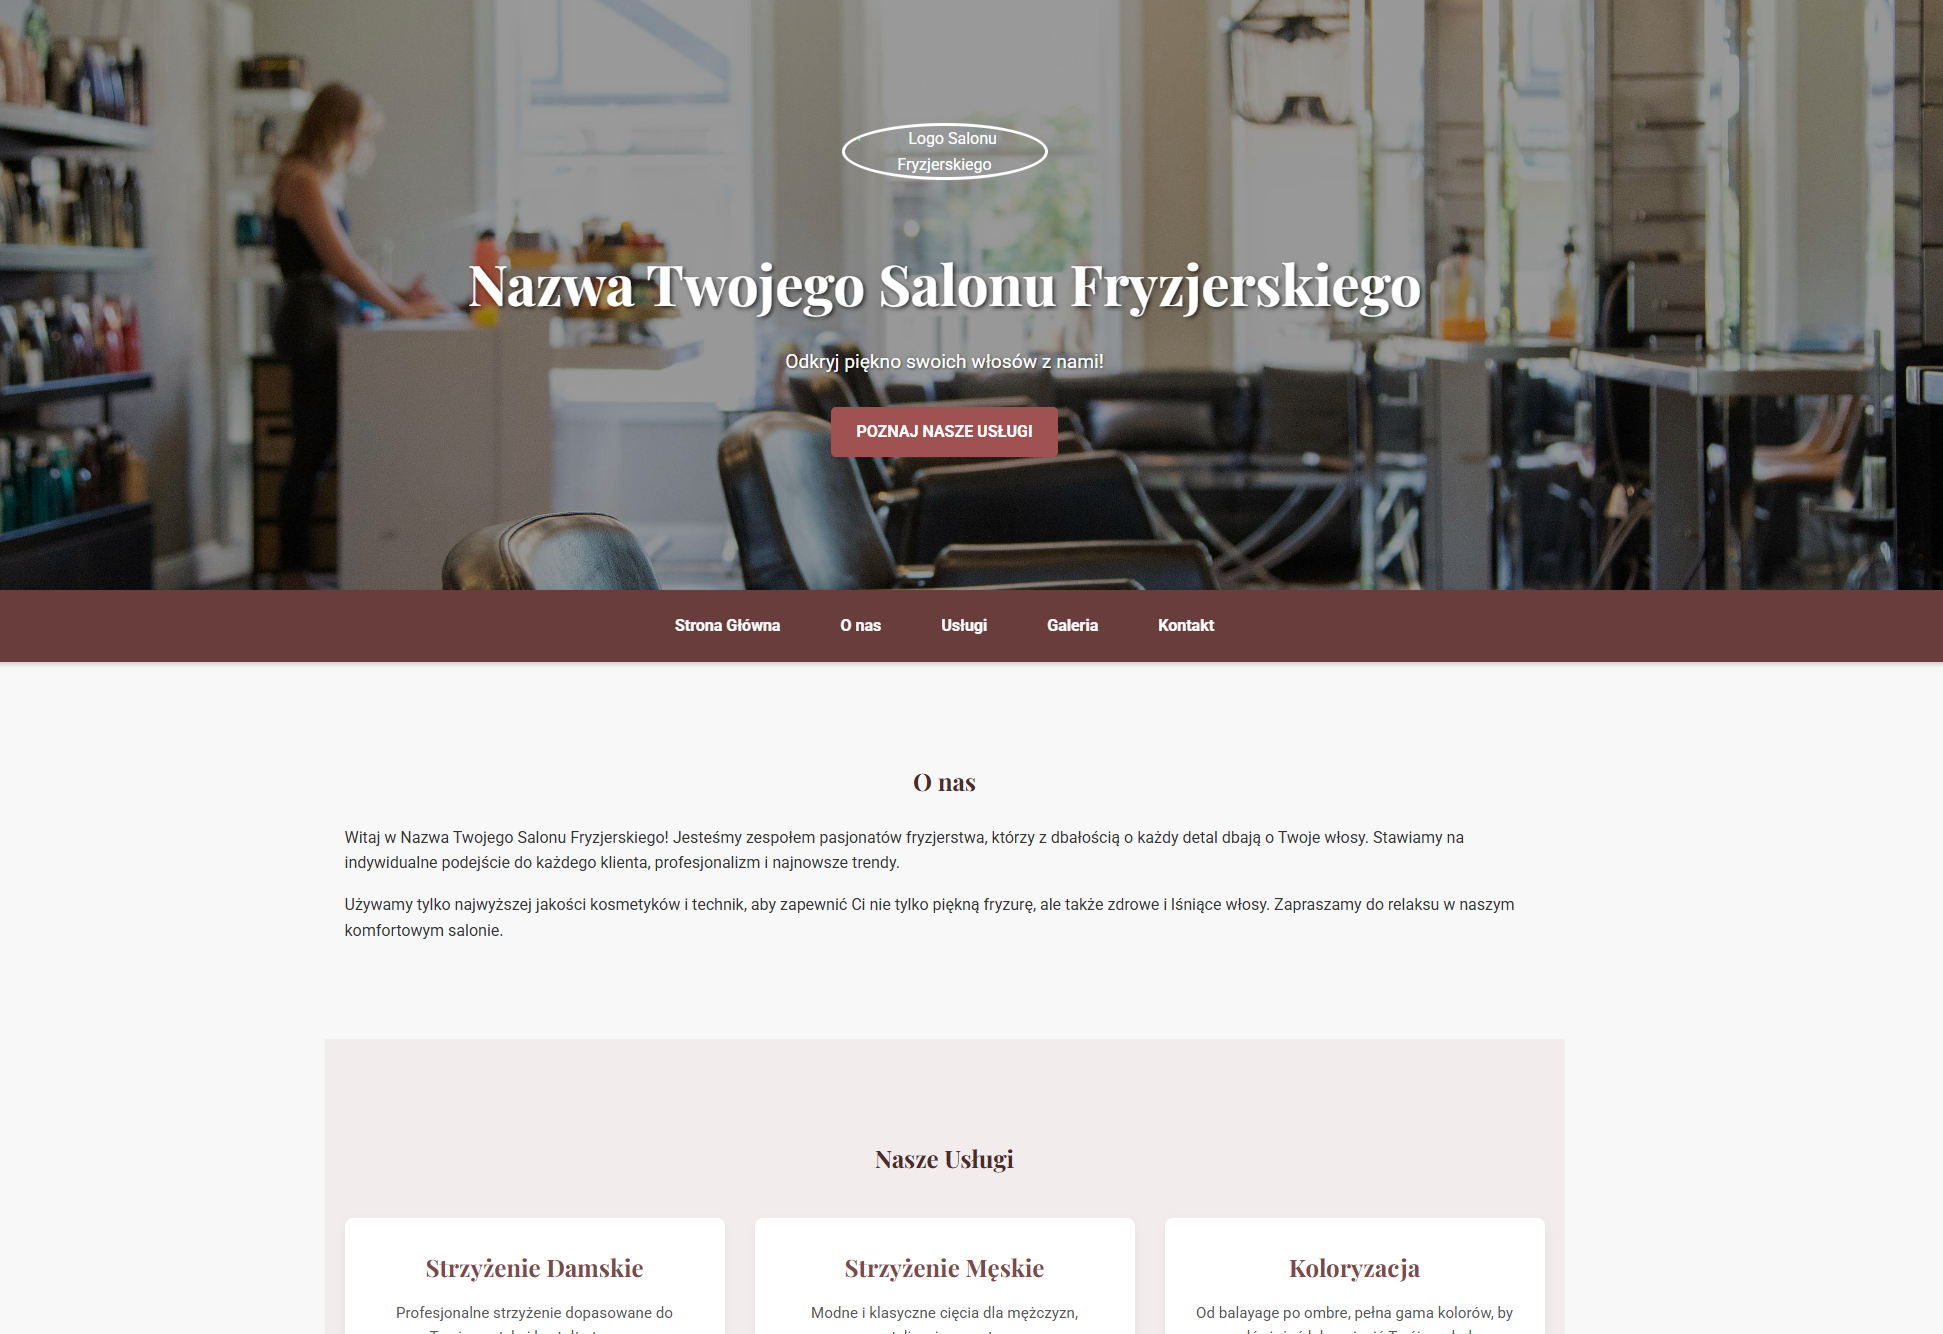 Logo Salonu
Fryzjerskiego
Nazwa Twojego Salonu Fryzjerskiego
Odkryj piękno swoich włosów z nami!
POZNAJ NASZE USŁUGI
Strona Główna O nas Usługi Galeria Kontakt
O nas
Witaj w Nazwa Twojego Salonu Fryzjerskiego! Jesteśmy zespołem pasjonatów fryzjerstwa, którzy z dbałością o każdy detal dbają o Twoje włosy. Stawiamy na
indywidualne podejście do każdego klienta, profesjonalizm i najnowsze trendy.
Używamy tylko najwyższej jakości kosmetyków i technik, aby zapewnić Ci nie tylko piękną fryzurę, ale także zdrowe i lśniące włosy. Zapraszamy do relaksu w naszym
komfortowym salonie.
Nasze Usługi
Strzyżenie Damskie
Profesjonalne strzyżenie dopasowane do
Strzyżenie Męskie
Modne i klasyczne cięcia dla mężczyzn,
Koloryzacja
Od balayage po ombre, pełna gama kolorów, by